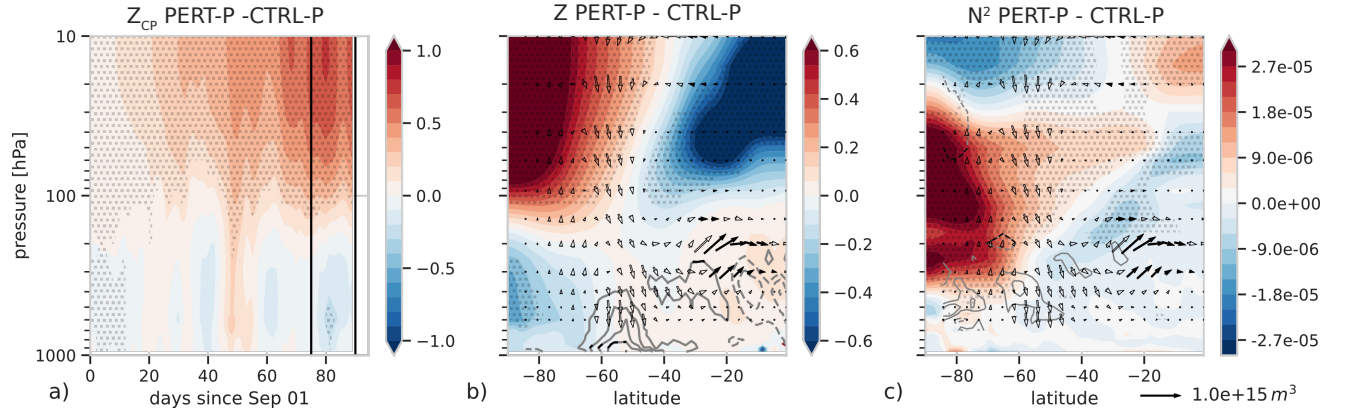 Z_CP PERT-P -CTRL-P
Z PERT-P - CTRL-P
N² PERT-P - CTRL-P
pressure [hPa]
10
100
1000
0 20 40 60 80
days since Sep 01
a)
1.0
0.5
0.0
−0.5
−1.0
−80 −60 −40 −20
latitude
b)
0.6
0.4
0.2
0.0
−0.2
−0.4
−0.6
−80 −60 −40 −20
latitude
c)
2.7e-05
1.8e-05
9.0e-06
0.0e+00
-9.0e-06
-1.8e-05
-2.7e-05
1.0e+15 m³